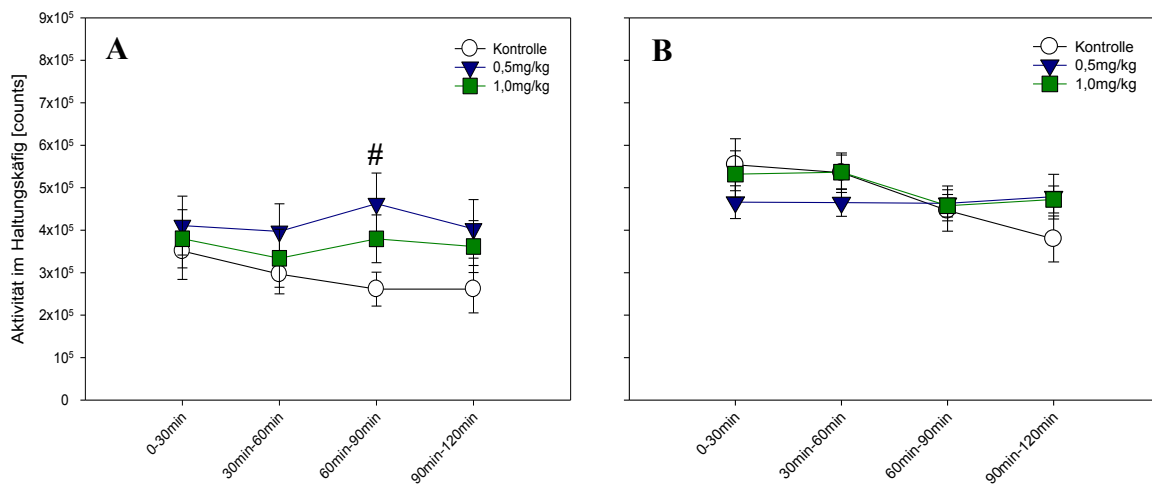 9x10⁵
8x10⁵
7x10⁵
6x10⁵
5x10⁵
4x10⁵
3x10⁵
2x10⁵
10⁵
0
Aktivität im Haltungskäfig [counts]
A
Kontrolle
0,5mg/kg
1,0mg/kg
#
0-30min
30min-60min
60min-90min
90min-120min
B
Kontrolle
0,5mg/kg
1,0mg/kg
0-30min
30min-60min
60min-90min
90min-120min